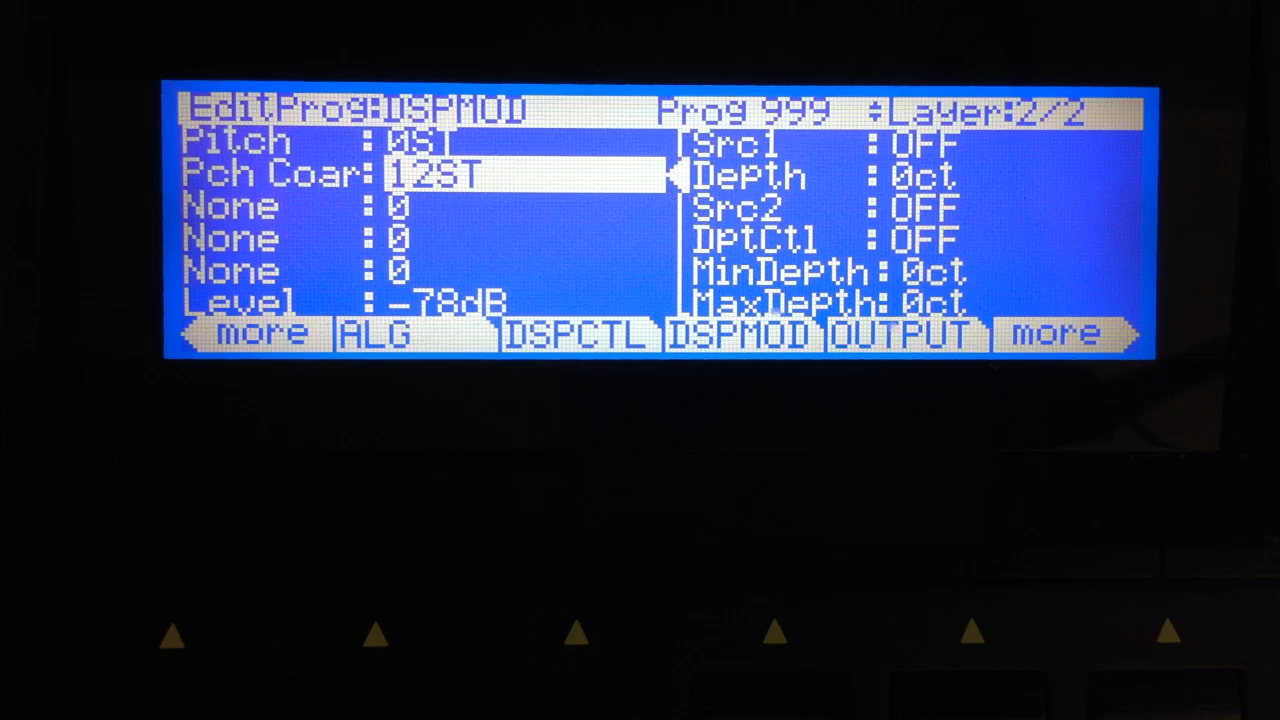 EditProg:DSPMOD Prog 999 Layer:2/2
Pitch : 0ST Src1 : OFF
Pch Coar: 12ST Depth : 0ct
None : 0 Src2 : OFF
None : 0 DptCtl : OFF
None : 0 MinDepth: 0ct
Level : -78dB MaxDepth: 0ct
more ALG DSPCTL DSPMOD OUTPUT more